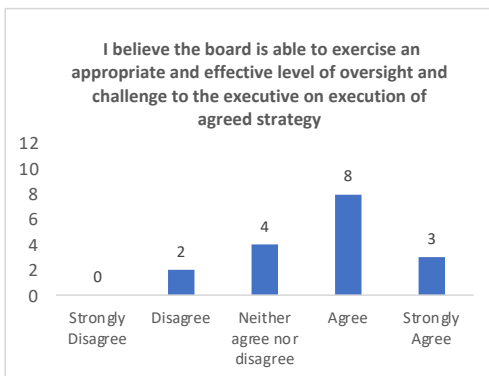 I believe the board is able to exercise an
appropriate and effective level of oversight and
challenge to the executive on execution of
agreed strategy
12
10
8
6
4
2
0
0
2
4
8
3
Strongly
Disagree
Disagree
Neither
agree nor
disagree
Agree
Strongly
Agree